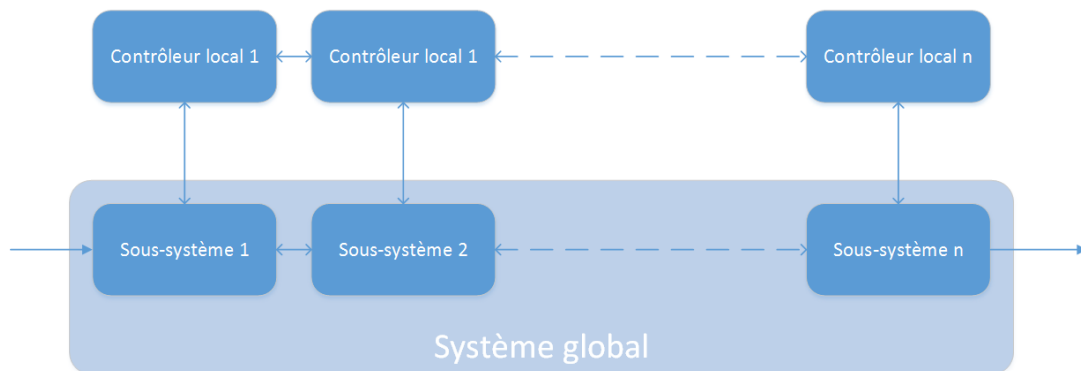 Contrôleur local 1
Contrôleur local 1
Contrôleur local n
Sous-système 1
Sous-système 2
Sous-système n
Système global